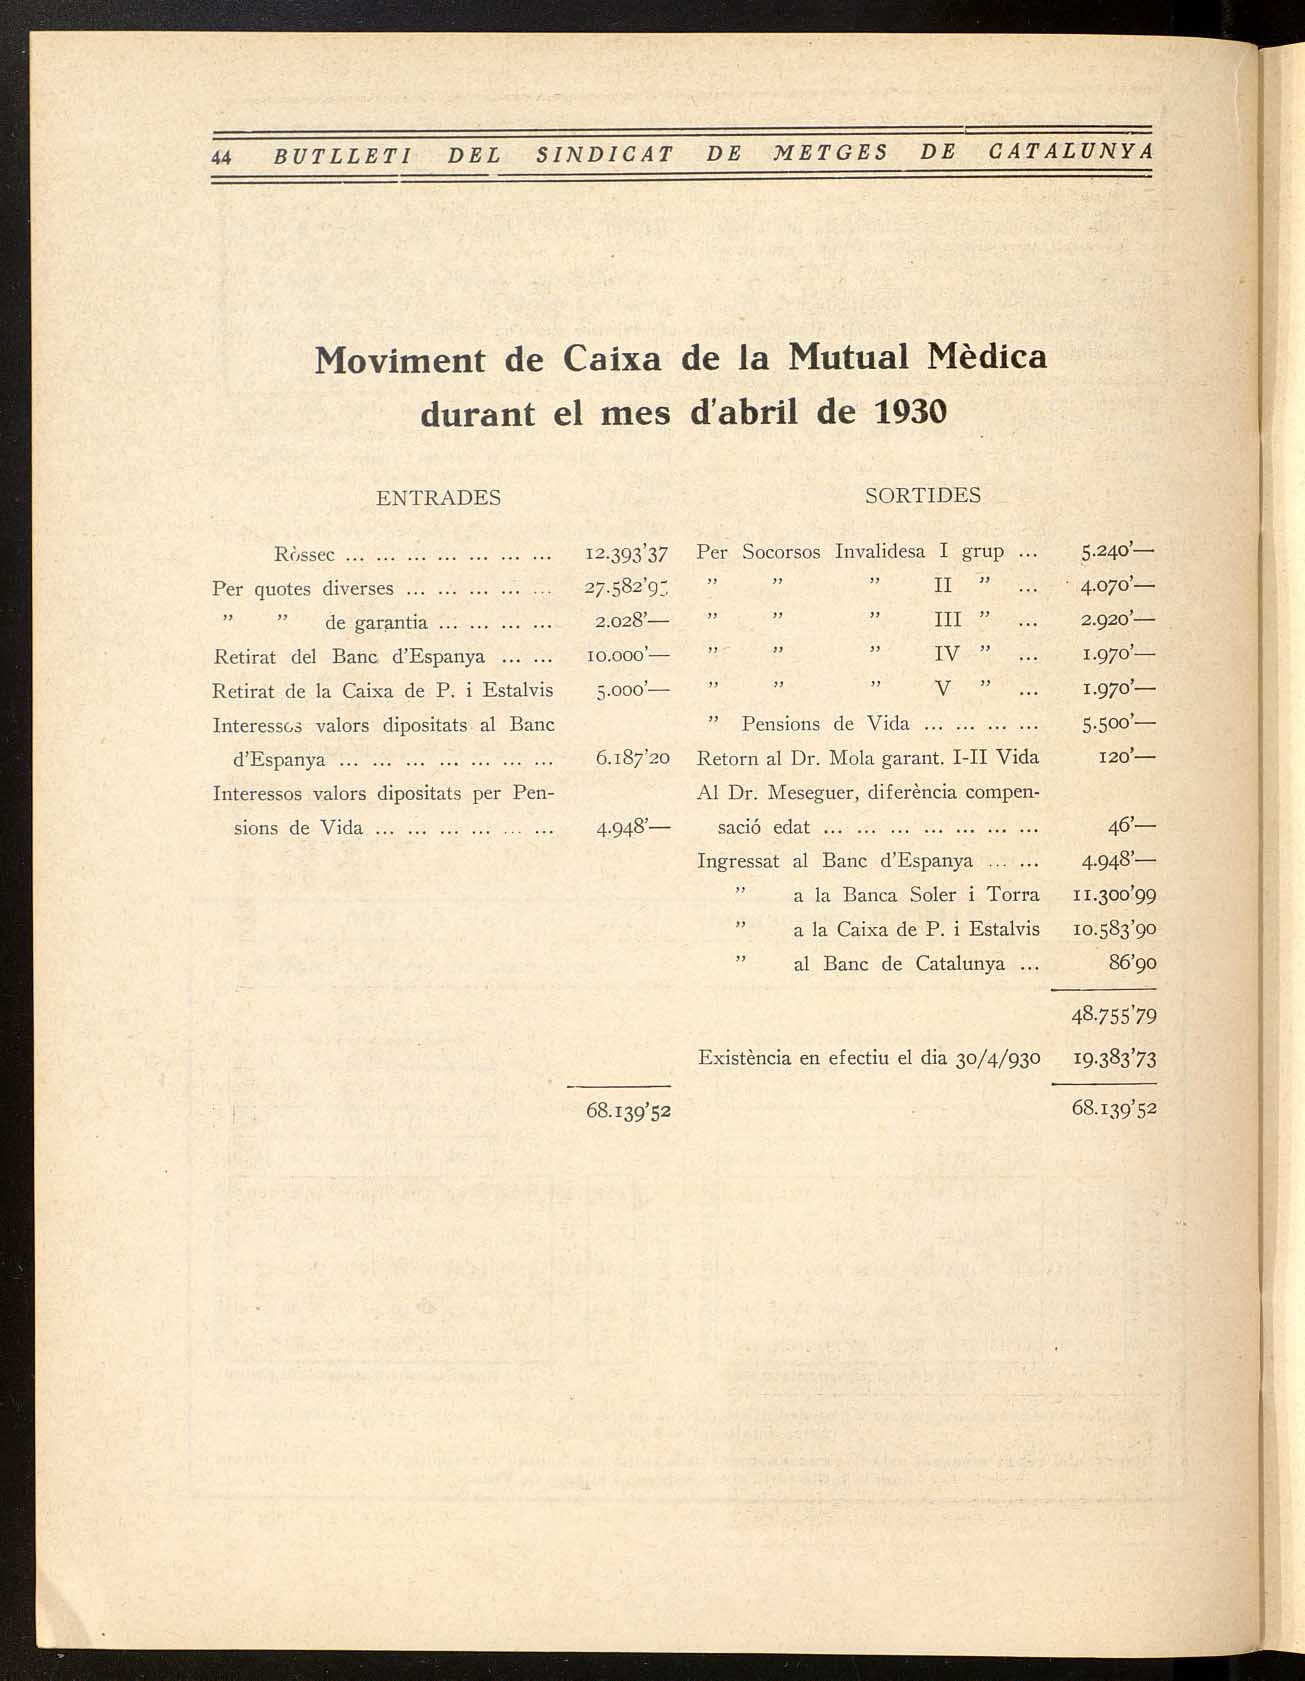 44 BUTLLETI DEL SINDICAT DE METGES DE CATALUNYA
Moviment de Caixa de la Mutual Mèdica
durant el mes d'abril de 1930
ENTRADES
Ròssec ... ... ... ... ... ... ... 12.393'37
Per quotes diverses ... ... ... ... ... 27.582'95
" " de garantia ... ... ... ... 2.028'—
Retirat del Banc d'Espanya ... ... 10.000'—
Retirat de la Caixa de P. i Estalvis 5.000'—
Interessos valors dipositats al Banc
d'Espanya ... ... ... ... ... ... ... 6.187'20
Interessos valors dipositats per Pen-
sions de Vida ... ... ... ... ... ... 4.948'—
68.139'52
SORTIDES
Per Socorsos Invalidesa I grup ... 5.240'—
" " " II " ... 4.070'—
" " " III " ... 2.920'—
" " " IV " ... 1.970'—
" " " V " ... 1.970'—
" Pensions de Vida ... ... ... ... 5.500'—
Retorn al Dr. Mola garant. I-II Vida 120'—
Al Dr. Meseguer, diferència compen-
sació edat ... ... ... ... ... ... ... 46'—
Ingressat al Banc d'Espanya ... ... 4.948'—
" a la Banca Soler i Torra 11.300'99
" a la Caixa de P. i Estalvis 10.583'90
" al Banc de Catalunya ... 86'90
48.755'79
Existència en efectiu el dia 30/4/930 19.383'73
68.139'52